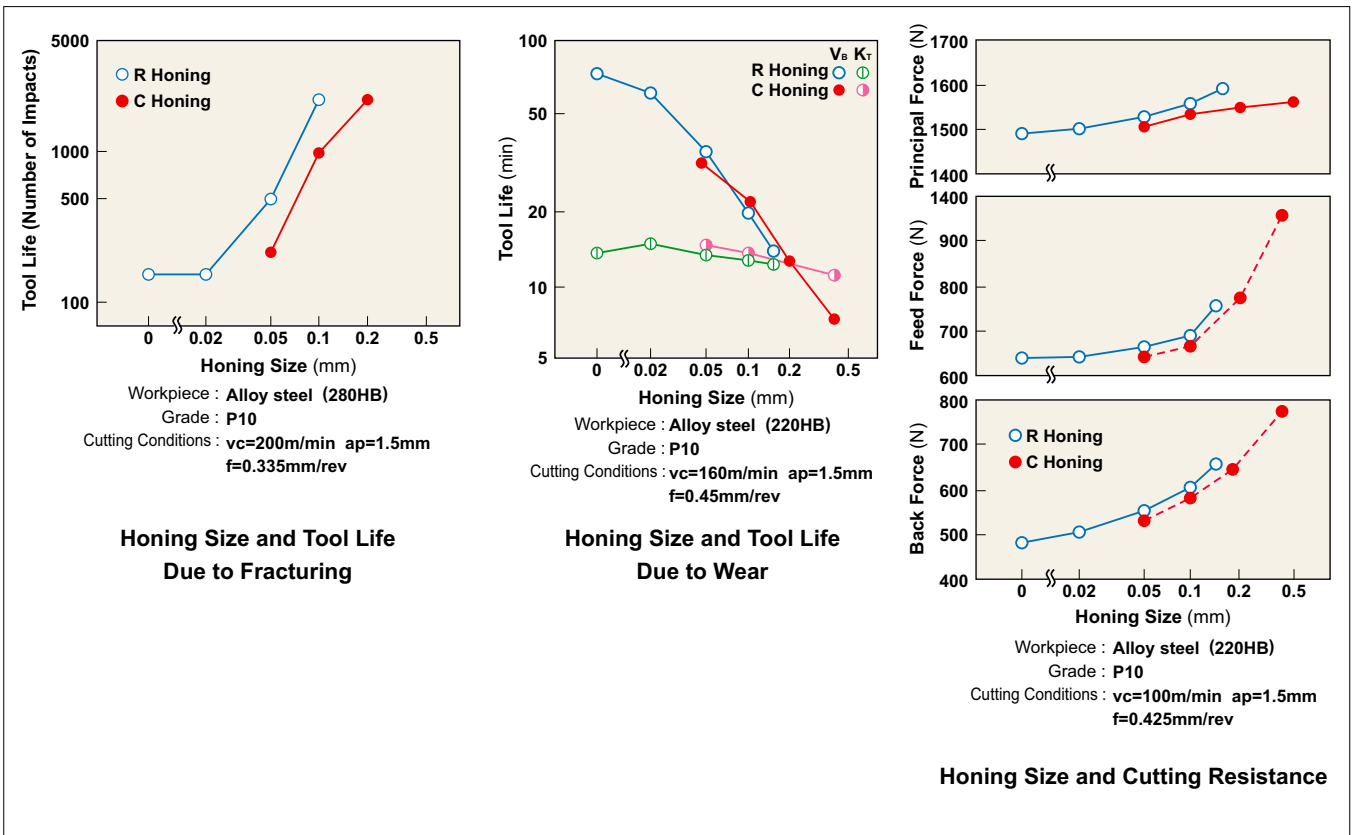 Tool Life (Number of Impacts)
5000
1000
500
100
R Honing
C Honing
0 0.02 0.05 0.1 0.2 0.5
Honing Size (mm)
Workpiece : Alloy steel (280HB)
Grade : P10
Cutting Conditions : vc=200m/min ap=1.5mm
f=0.335mm/rev
Honing Size and Tool Life
Due to Fracturing
Tool Life (min)
100
50
20
10
5
VB KT
R Honing
C Honing
0 0.02 0.05 0.1 0.2 0.5
Honing Size (mm)
Workpiece : Alloy steel (220HB)
Grade : P10
Cutting Conditions : vc=160m/min ap=1.5mm
f=0.45mm/rev
Honing Size and Tool Life
Due to Wear
Principal Force (N)
1700
1600
1500
1400
Feed Force (N)
1400
900
800
700
600
Back Force (N)
800
700
600
500
400
R Honing
C Honing
0 0.02 0.05 0.1 0.2 0.5
Honing Size (mm)
Workpiece : Alloy steel (220HB)
Grade : P10
Cutting Conditions : vc=100m/min ap=1.5mm
f=0.425mm/rev
Honing Size and Cutting Resistance